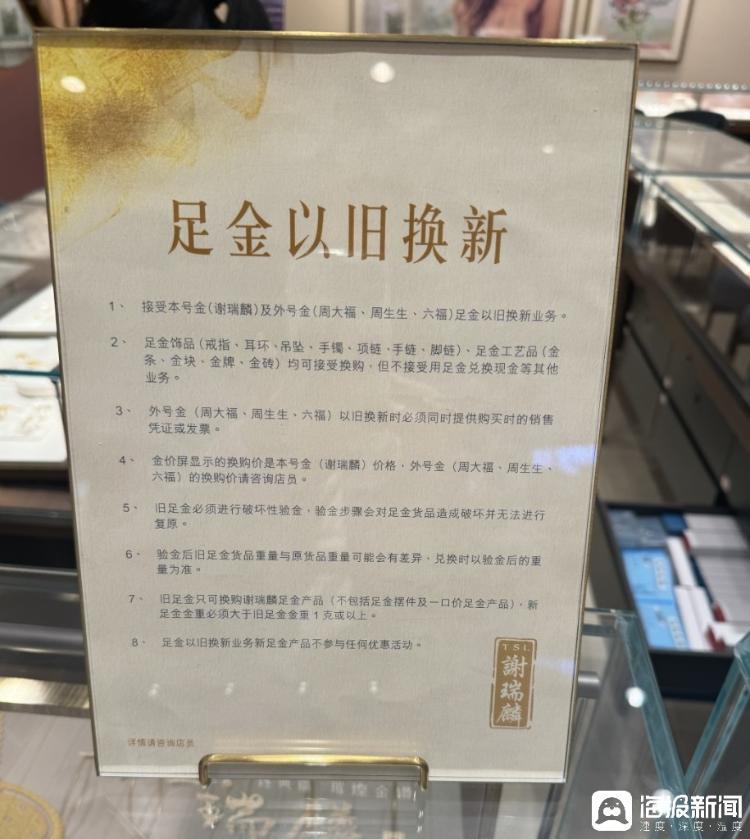 足金以旧换新
1、 接受本号金(谢瑞麟)及外号金(周大福、周生生、六福)足金以旧换新业务。
2、 足金饰品(戒指、耳环、吊坠、手镯、项链、手链、脚链)、足金工艺品(金
条、金块、金牌、金砖)均可接受换购,但不接受用足金兑换现金等其他
业务。
3、 外号金(周大福、周生生、六福)以旧换新时必须同时提供购买时的销售
凭证或发票。
4、 金价屏显示的换购价是本号金(谢瑞麟)价格,外号金(周大福、周生生、
六福)的换购价请咨询店员。
5、 旧足金必须进行破坏性验金,验金步骤会对足金货品造成破坏并无法进行
复原。
6、 验金后旧足金货品重量与原货品重量可能会有差异,兑换时以验金后的重
量为准。
7、 旧足金只可换购谢瑞麟足金产品(不包括足金摆件及一口价足金产品),新
足金金重必须大于旧足金金重1克或以上。
8、 足金以旧换新业务新足金产品不参与任何优惠活动。
TSL
謝瑞麟
详情请咨询店员
海报新闻
速度·深度·温度